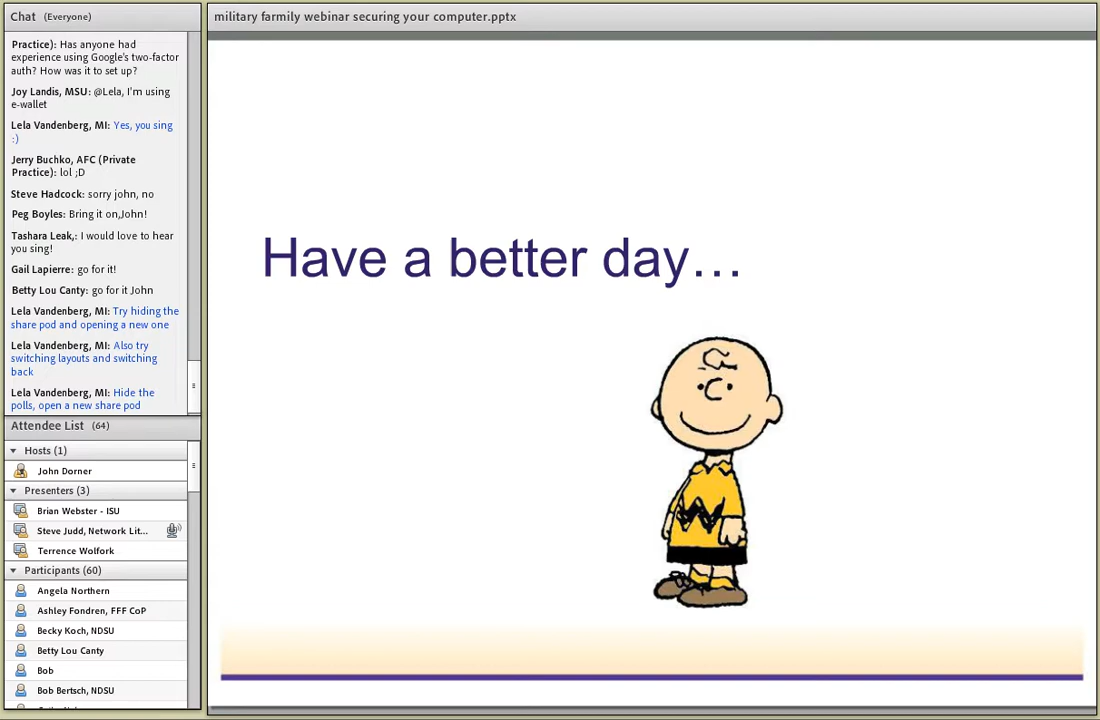 Chat (Everyone)
Practice): Has anyone had
experience using Google's two-factor
auth? How was it to set up?
Joy Landis, MSU: @Lela, I'm using
e-wallet
Lela Vandenberg, MI: Yes, you sing
:)
Jerry Buchko, AFC (Private
Practice): lol ;D
Steve Hadcock: sorry john, no
Peg Boyles: Bring it on,John!
Tashara Leak,: I would love to hear
you sing!
Gail Lapierre: go for it!
Betty Lou Canty: go for it John
Lela Vandenberg, MI: Try hiding the
share pod and opening a new one
Lela Vandenberg, MI: Also try
switching layouts and switching
back
Lela Vandenberg, MI: Hide the
polls, open a new share pod
Attendee List (64)
Hosts (1)
John Dorner
Presenters (3)
Brian Webster - ISU
Steve Judd, Network Lit...
Terrence Wolfork
Participants (60)
Angela Northern
Ashley Fondren, FFF CoP
Becky Koch, NDSU
Betty Lou Canty
Bob
Bob Bertsch, NDSU
military farmily webinar securing your computer.pptx
Have a better day...